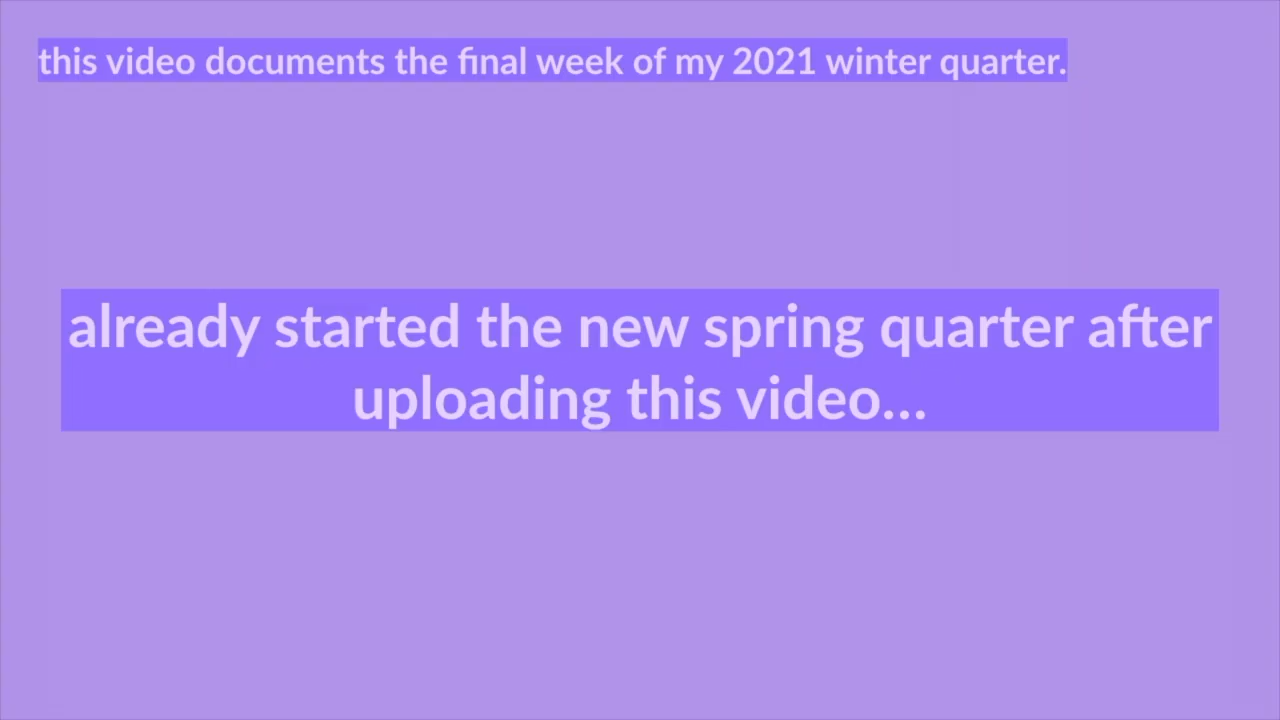 this video documents the final week of my 2021 winter quarter.
already started the new spring quarter after
uploading this video...